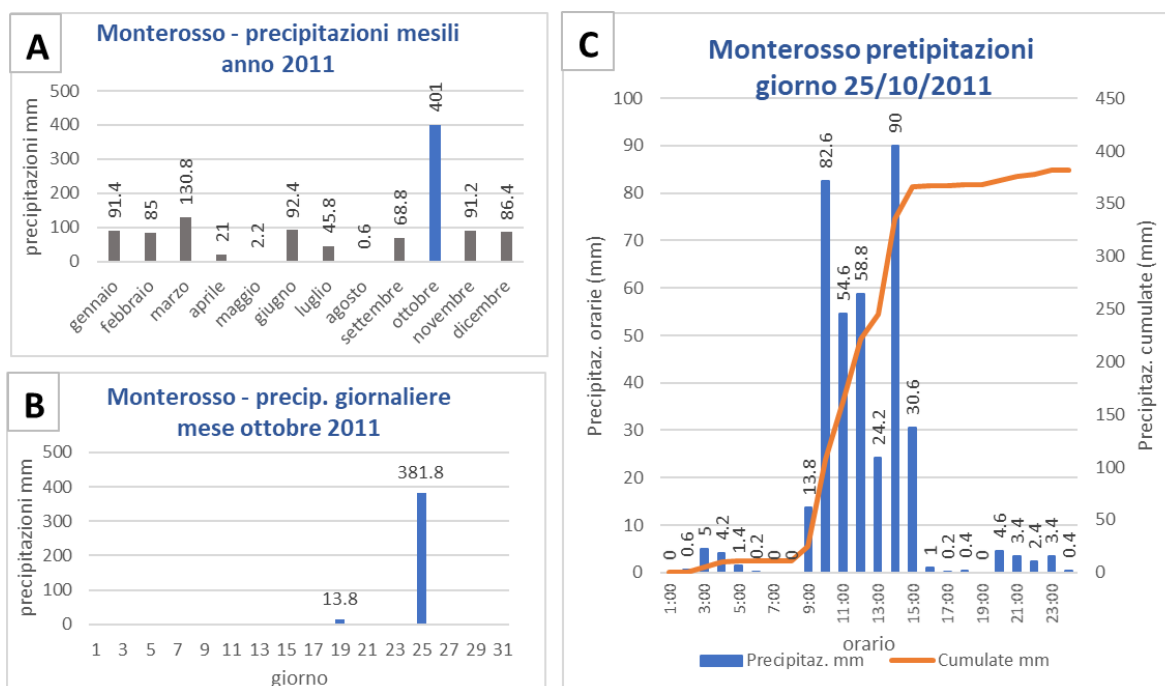 A
Monterosso - precipitazioni mesili
anno 2011
precipitazioni mm
500
400
300
200
100
0
91.4
85
130.8
21
2.2
92.4
45.8
0.6
68.8
401
91.2
86.4
gennaio
febbraio
marzo
aprile
maggio
giugno
luglio
agosto
settembre
ottobre
novembre
dicembre
B
Monterosso - precip. giornaliere
mese ottobre 2011
precipitazioni mm
500
400
300
200
100
0
13.8
381.8
1 3 5 7 9 11 13 15 17 19 21 23 25 27 29 31
giorno
C
Monterosso pretipitazioni
giorno 25/10/2011
Precipitaz. orarie (mm)
100
90
80
70
60
50
40
30
20
10
0
0
0.6
5
4.2
1.4
0.2
0
0
13.8
82.6
54.6
58.8
24.2
90
30.6
1
0.2
0.4
0
4.6
3.4
2.4
3.4
0.4
450
400
350
300
250
200
150
100
50
0
Precipitaz. cumulate (mm)
1:00
3:00
5:00
7:00
9:00
11:00
13:00
15:00
17:00
19:00
21:00
23:00
orario
Precipitaz. mm
Cumulate mm